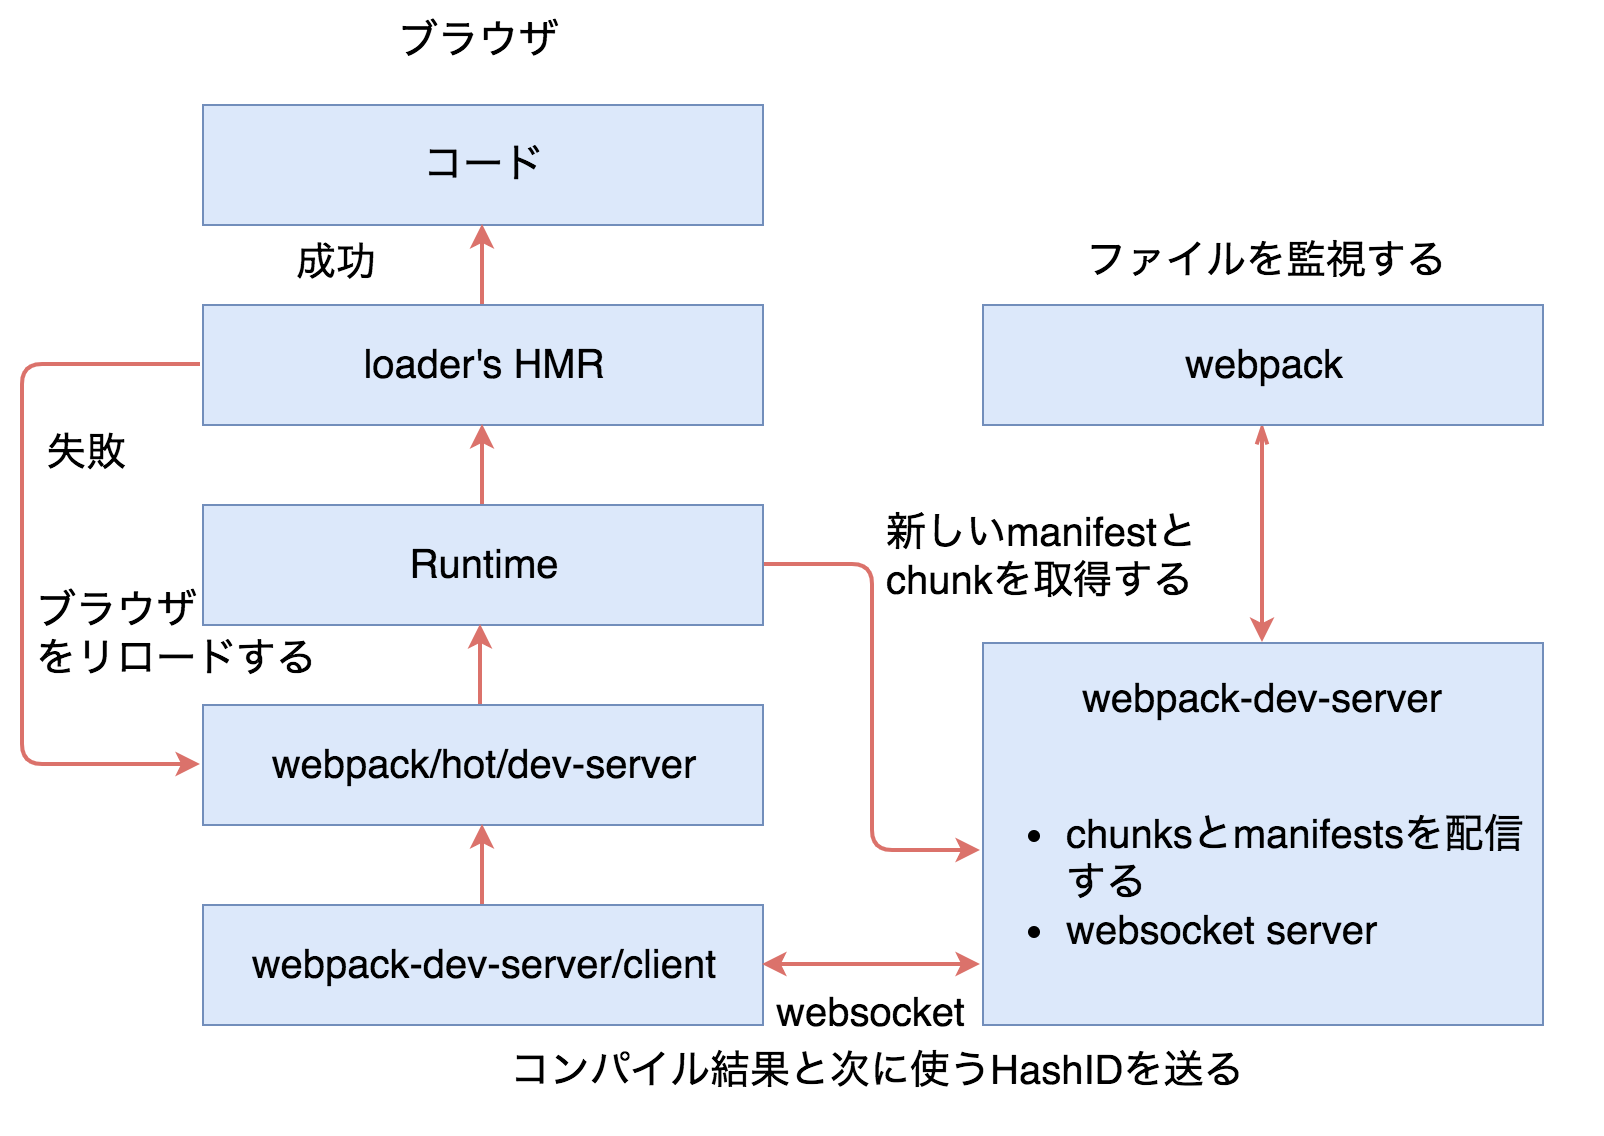 ブラウザ
コード
成功
loader's HMR
失敗
Runtime
ブラウザ
をリロードする
webpack/hot/dev-server
webpack-dev-server/client
ファイルを監視する
webpack
新しいmanifestと
chunkを取得する
webpack-dev-server
• chunksとmanifestsを配信
する
• websocket server
websocket
コンパイル結果と次に使うHashIDを送る